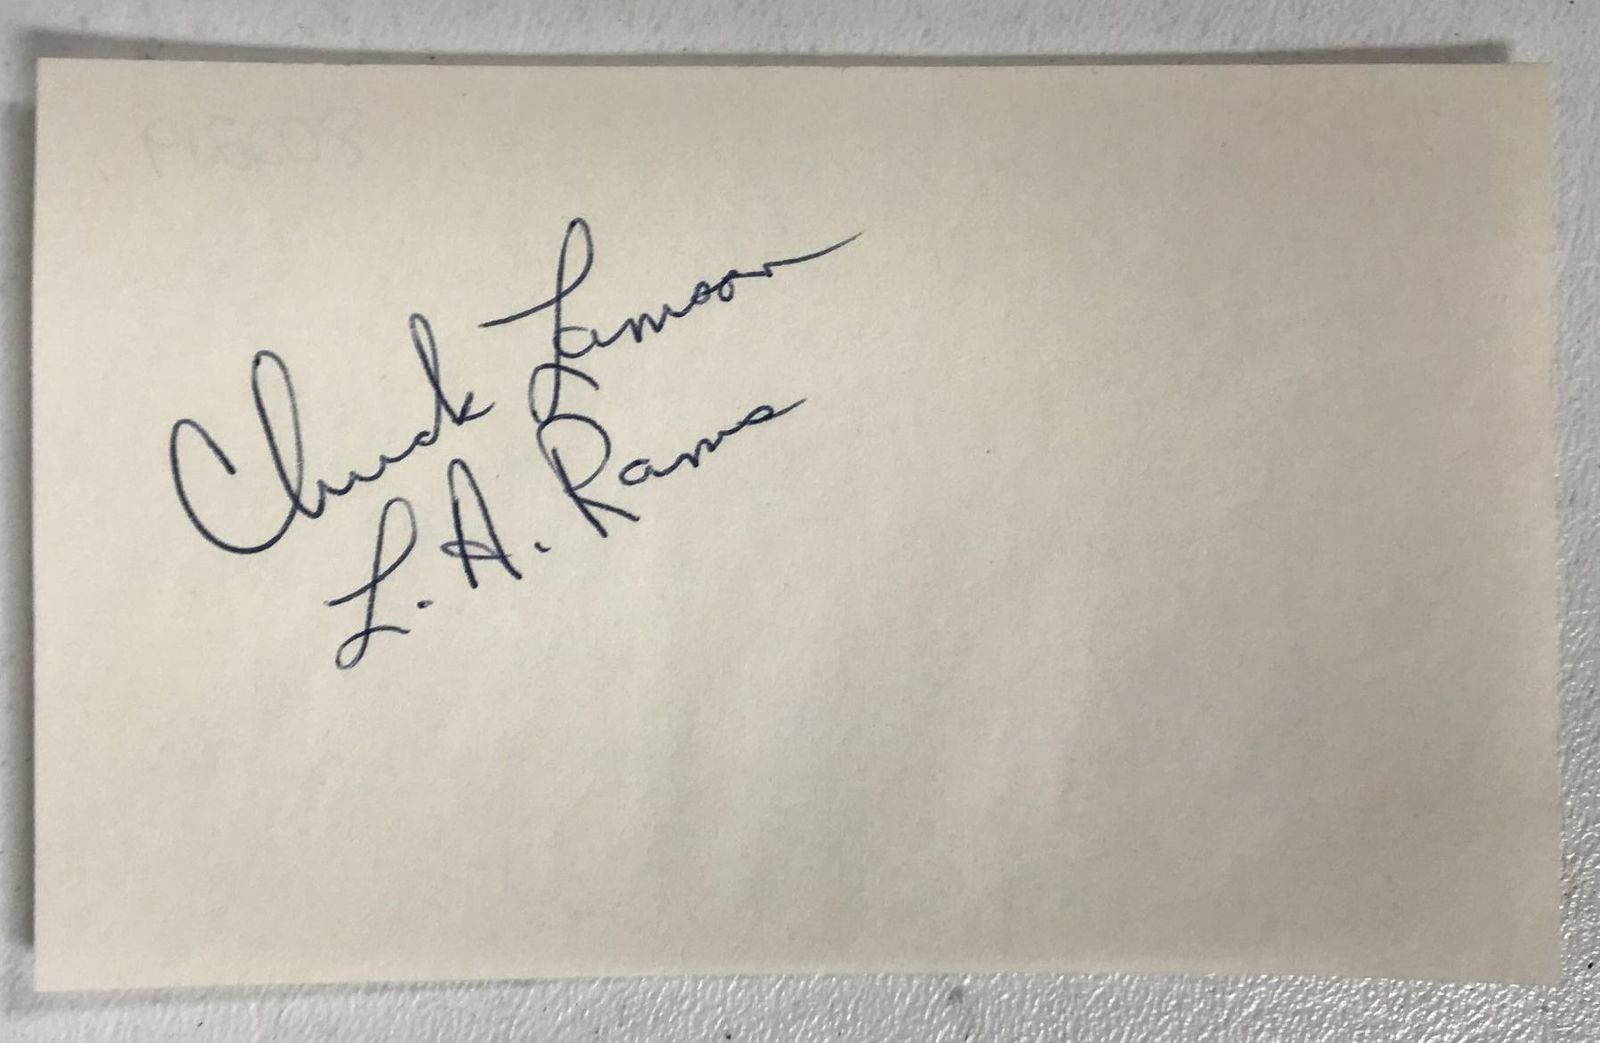 Chuck Lamson
L. A. Rams